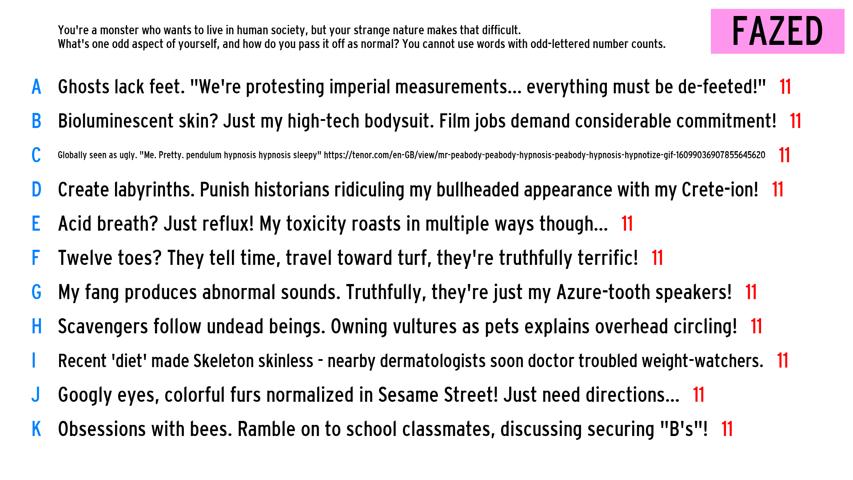 You're a monster who wants to live in human society, but your strange nature makes that difficult.
What's one odd aspect of yourself, and how do you pass it off as normal? You cannot use words with odd-lettered number counts.
FAZED
A Ghosts lack feet. "We're protesting imperial measurements... everything must be de-feeted!" 11
B Bioluminescent skin? Just my high-tech bodysuit. Film jobs demand considerable commitment! 11
C Globally seen as ugly. "Me. Pretty. pendulum hypnosis hypnosis sleepy" https://tenor.com/en-GB/view/mr-peabody-peabody-hypnosis-peabody-hypnosis-hypnotize-gif-16099036907855645620 11
D Create labyrinths. Punish historians ridiculing my bullheaded appearance with my Crete-ion! 11
E Acid breath? Just reflux! My toxicity roasts in multiple ways though... 11
F Twelve toes? They tell time, travel toward turf, they're truthfully terrific! 11
G My fang produces abnormal sounds. Truthfully, they're just my Azure-tooth speakers! 11
H Scavengers follow undead beings. Owning vultures as pets explains overhead circling! 11
I Recent 'diet' made Skeleton skinless - nearby dermatologists soon doctor troubled weight-watchers. 11
J Googly eyes, colorful furs normalized in Sesame Street! Just need directions... 11
K Obsessions with bees. Ramble on to school classmates, discussing securing "B's"! 11